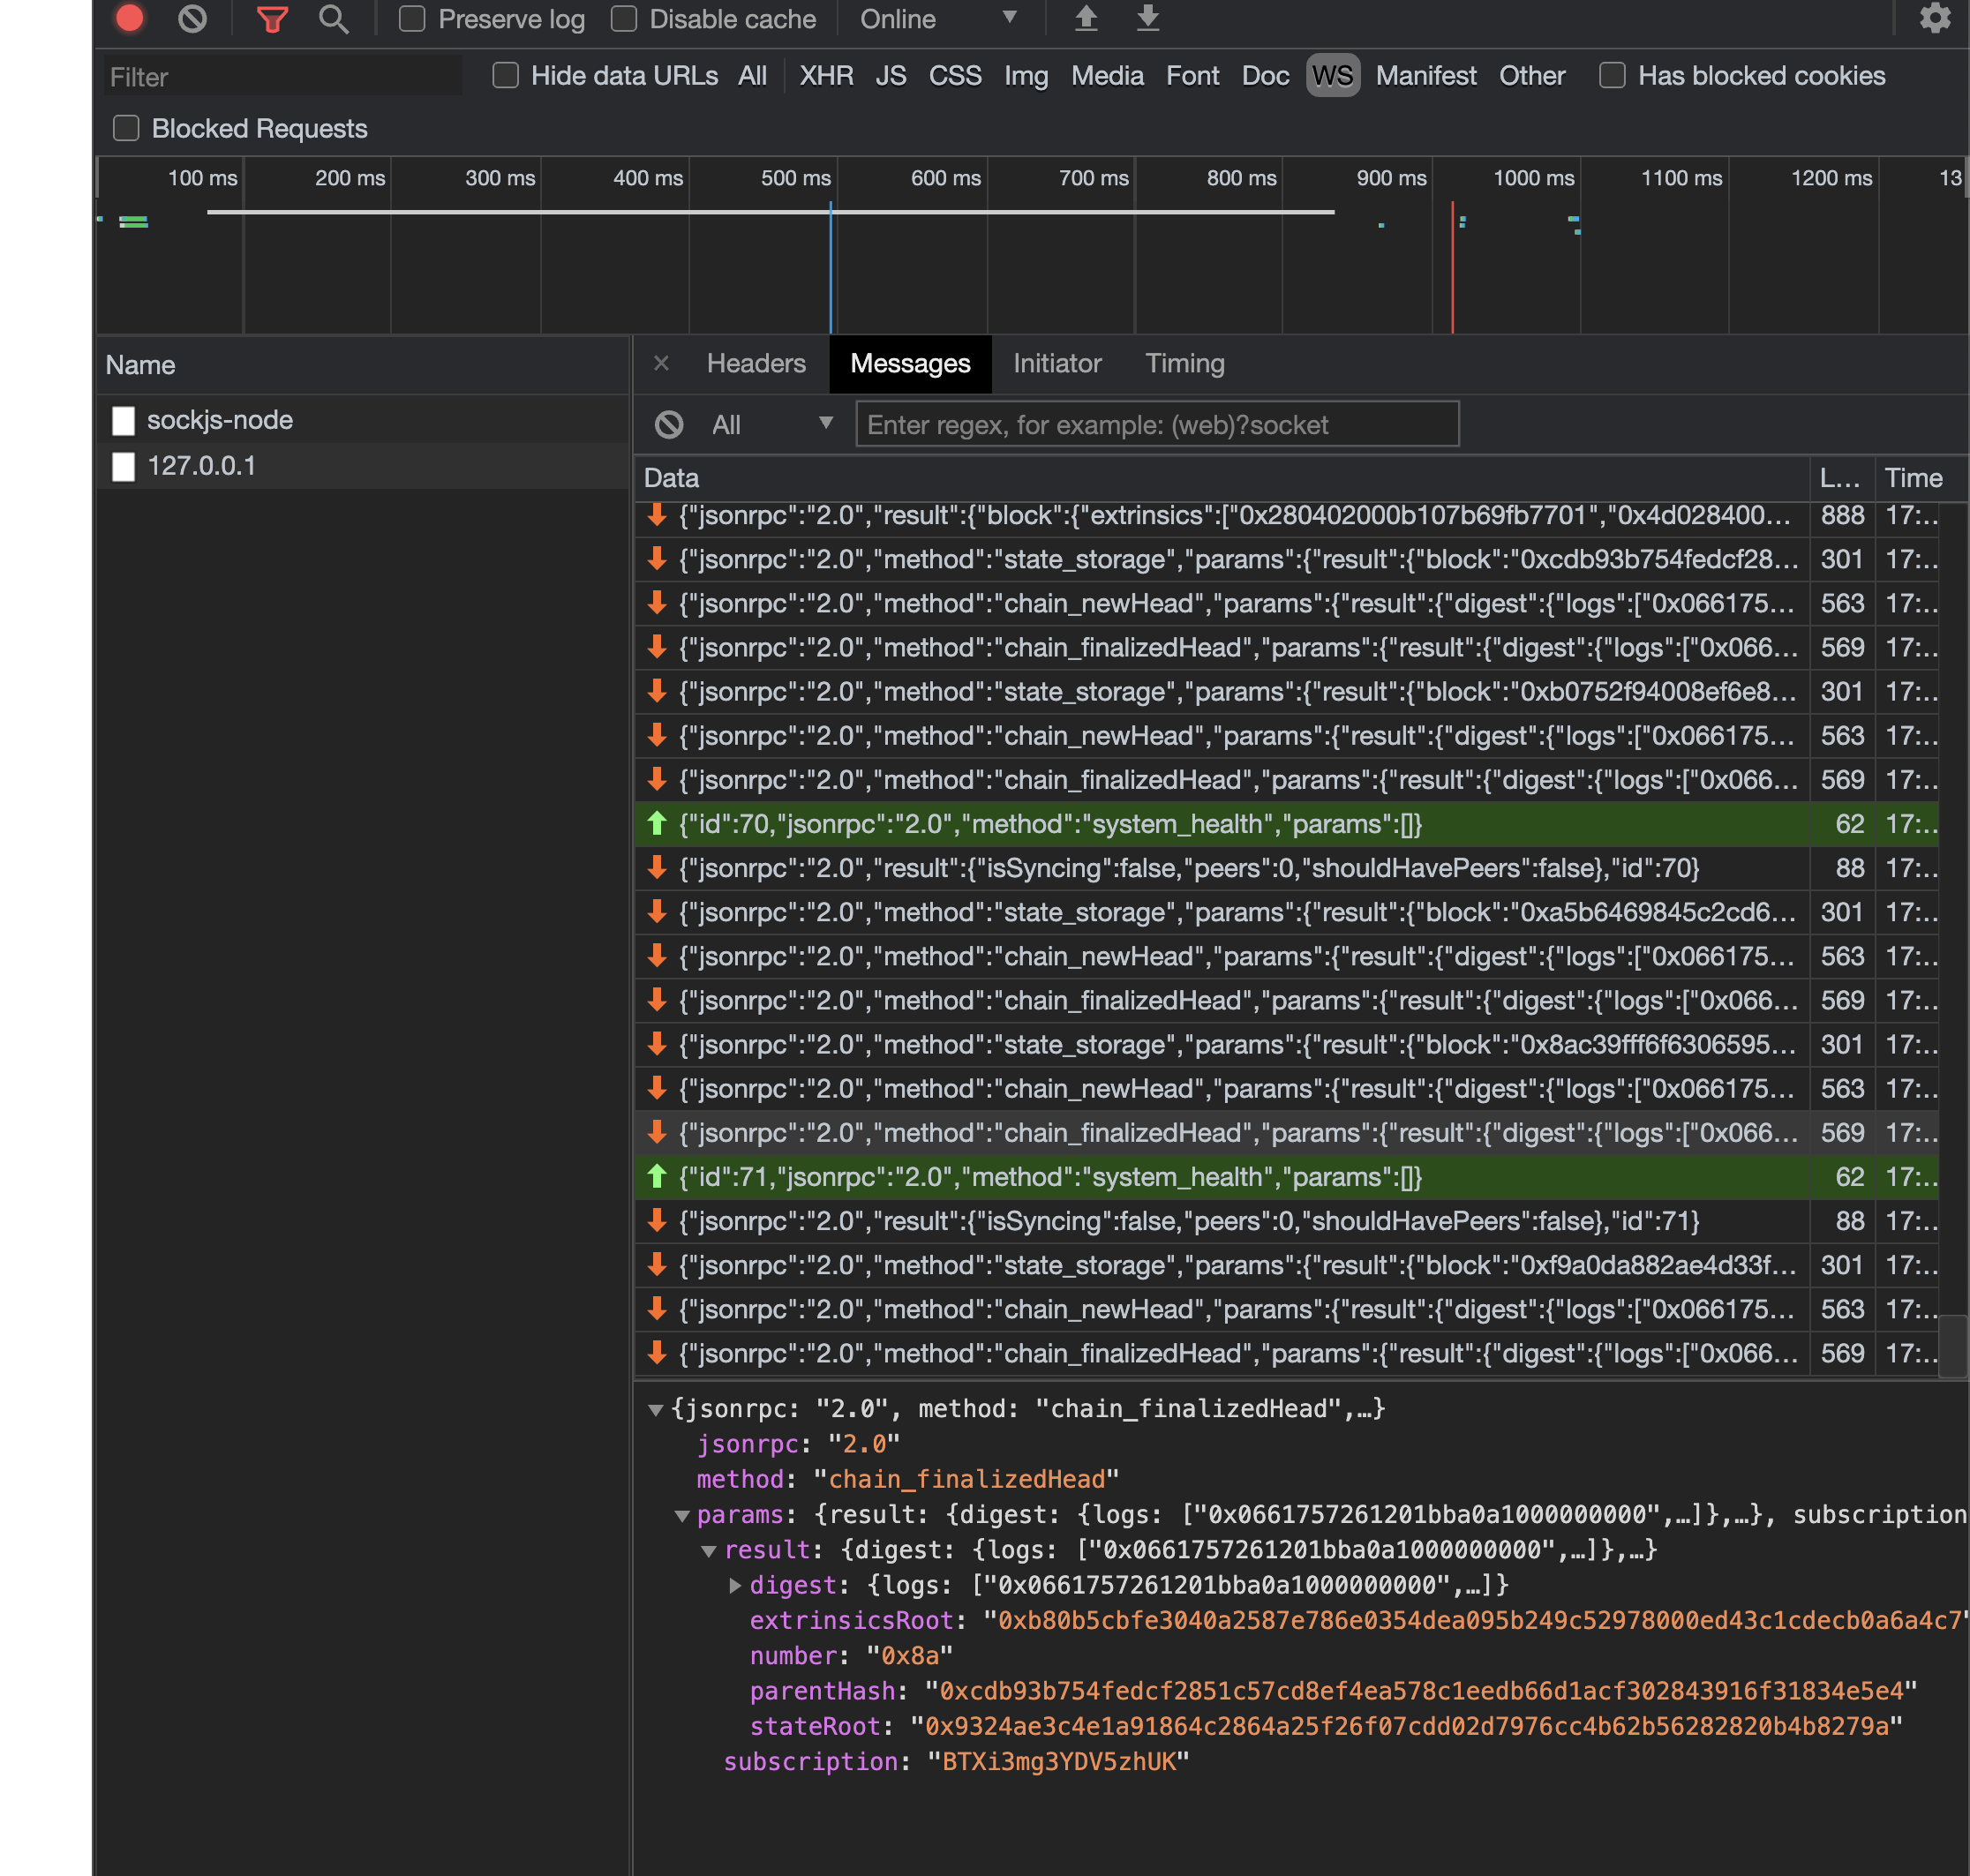 Preserve log Disable cache Online
Filter Hide data URLs All XHR JS CSS Img Media Font Doc WS Manifest Other Has blocked cookies
Blocked Requests
100 ms 200 ms 300 ms 400 ms 500 ms 600 ms 700 ms 800 ms 900 ms 1000 ms 1100 ms 1200 ms 13
Name
sockjs-node
127.0.0.1
× Headers Messages Initiator Timing
All Enter regex, for example: (web)?socket
Data L... Time
{"jsonrpc":"2.0","result":{"block":{"extrinsics":["0x280402000b107b69fb7701","0x4d028400... 888 17:..
{"jsonrpc":"2.0","method":"state_storage","params":{"result":{"block":"0xcdb93b754fedcf28... 301 17:..
{"jsonrpc":"2.0","method":"chain_newHead","params":{"result":{"digest":{"logs":["0x066175... 563 17:..
{"jsonrpc":"2.0","method":"chain_finalizedHead","params":{"result":{"digest":{"logs":["0x066... 569 17:..
{"jsonrpc":"2.0","method":"state_storage","params":{"result":{"block":"0xb0752f94008ef6e8... 301 17:..
{"jsonrpc":"2.0","method":"chain_newHead","params":{"result":{"digest":{"logs":["0x066175... 563 17:..
{"jsonrpc":"2.0","method":"chain_finalizedHead","params":{"result":{"digest":{"logs":["0x066... 569 17:..
{"id":70,"jsonrpc":"2.0","method":"system_health","params":[]} 62 17:..
{"jsonrpc":"2.0","result":{"isSyncing":false,"peers":0,"shouldHavePeers":false},"id":70} 88 17:..
{"jsonrpc":"2.0","method":"state_storage","params":{"result":{"block":"0xa5b6469845c2cd6... 301 17:..
{"jsonrpc":"2.0","method":"chain_newHead","params":{"result":{"digest":{"logs":["0x066175... 563 17:..
{"jsonrpc":"2.0","method":"chain_finalizedHead","params":{"result":{"digest":{"logs":["0x066... 569 17:..
{"jsonrpc":"2.0","method":"state_storage","params":{"result":{"block":"0x8ac39fff6f6306595... 301 17:..
{"jsonrpc":"2.0","method":"chain_newHead","params":{"result":{"digest":{"logs":["0x066175... 563 17:..
{"jsonrpc":"2.0","method":"chain_finalizedHead","params":{"result":{"digest":{"logs":["0x066... 569 17:..
{"id":71,"jsonrpc":"2.0","method":"system_health","params":[]} 62 17:..
{"jsonrpc":"2.0","result":{"isSyncing":false,"peers":0,"shouldHavePeers":false},"id":71} 88 17:..
{"jsonrpc":"2.0","method":"state_storage","params":{"result":{"block":"0xf9a0da882ae4d33f... 301 17:..
{"jsonrpc":"2.0","method":"chain_newHead","params":{"result":{"digest":{"logs":["0x066175... 563 17:..
{"jsonrpc":"2.0","method":"chain_finalizedHead","params":{"result":{"digest":{"logs":["0x066... 569 17:..
{jsonrpc: "2.0", method: "chain_finalizedHead",…}
jsonrpc: "2.0"
method: "chain_finalizedHead"
params: {result: {digest: {logs: ["0x0661757261201bba0a1000000000",…]},…}, subscription
result: {digest: {logs: ["0x0661757261201bba0a1000000000",…]},…}
digest: {logs: ["0x0661757261201bba0a1000000000",…]}
extrinsicsRoot: "0xb80b5cbfe3040a2587e786e0354dea095b249c52978000ed43c1cdecb0a6a4c7"
number: "0x8a"
parentHash: "0xcdb93b754fedcf2851c57cd8ef4ea578c1eedb66d1acf302843916f31834e5e4"
stateRoot: "0x9324ae3c4e1a91864c2864a25f26f07cdd02d7976cc4b62b56282820b4b8279a"
subscription: "BTXi3mg3YDV5zhUK"